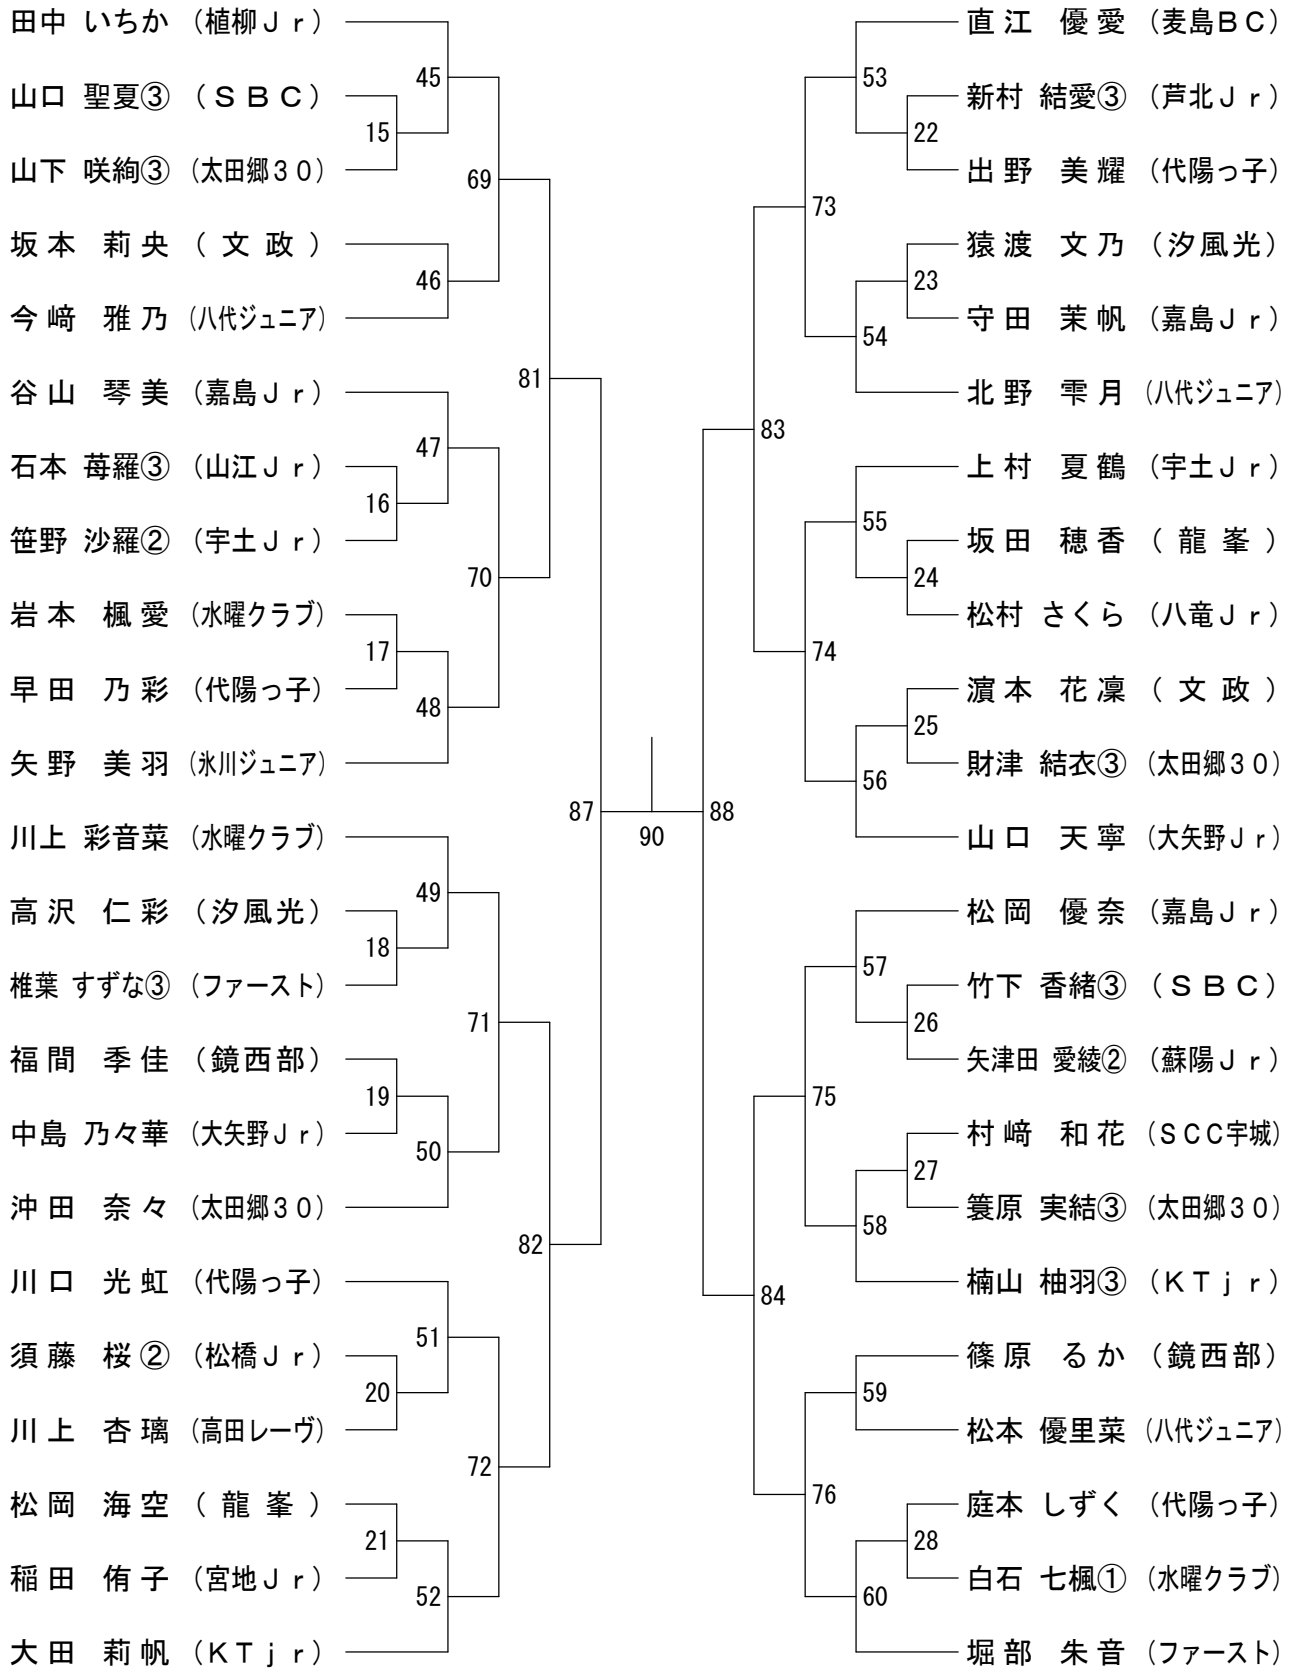 田中 いちか (植柳Ｊｒ)
45
山口 聖夏③ (ＳＢＣ)
15
山下 咲絢③ (太田郷３０)
69
坂本 莉央 (文政)
46
今﨑 雅乃 (八代ジュニア)
81
谷山 琴美 (嘉島Ｊｒ)
47
石本 苺羅③ (山江Ｊｒ)
16
笹野 沙羅② (宇土Ｊｒ)
70
岩本 楓愛 (水曜クラブ)
17
早田 乃彩 (代陽っ子)
48
矢野 美羽 (氷川ジュニア)
87
川上 彩音菜 (水曜クラブ)
49
高沢 仁彩 (汐風光)
18
椎葉 すずな③ (ファースト)
71
福間 季佳 (鏡西部)
19
中島 乃々華 (大矢野Ｊｒ)
50
沖田 奈々 (太田郷３０)
82
川口 光虹 (代陽っ子)
51
須藤 桜② (松橋Ｊｒ)
20
川上 杏璃 (高田レーヴ)
72
松岡 海空 (龍峯)
21
稲田 侑子 (宮地Ｊｒ)
52
大田 莉帆 (ＫＴｊｒ)
90
直江 優愛 (麦島ＢＣ)
53
新村 結愛③ (芦北Ｊｒ)
22
出野 美耀 (代陽っ子)
73
猿渡 文乃 (汐風光)
23
守田 茉帆 (嘉島Ｊｒ)
54
北野 雫月 (八代ジュニア)
83
上村 夏鶴 (宇土Ｊｒ)
55
坂田 穂香 (龍峯)
24
松村 さくら (八竜Ｊｒ)
74
濵本 花凜 (文政)
25
財津 結衣③ (太田郷３０)
56
88
山口 天寧 (大矢野Ｊｒ)
松岡 優奈 (嘉島Ｊｒ)
57
竹下 香緒③ (ＳＢＣ)
26
矢津田 愛綾② (蘇陽Ｊｒ)
75
村﨑 和花 (ＳＣＣ宇城)
27
簑原 実結③ (太田郷３０)
58
楠山 柚羽③ (ＫＴｊｒ)
84
篠原 るか (鏡西部)
59
松本 優里菜 (八代ジュニア)
76
庭本 しずく (代陽っ子)
28
白石 七楓① (水曜クラブ)
60
堀部 朱音 (ファースト)